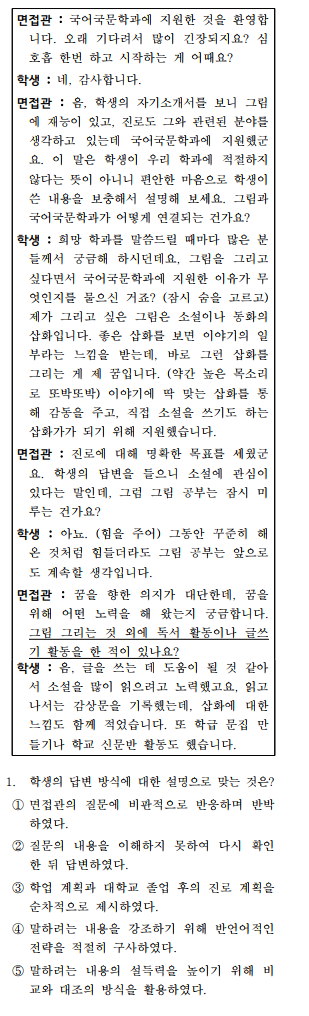 면접관 : 국어국문학과에 지원한 것을 환영합
니다. 오래 기다려서 많이 긴장되지요? 심
호흡 한번 하고 시작하는 게 어때요?
학생 : 네, 감사합니다.
면접관 : 음, 학생의 자기소개서를 보니 그림
에 재능이 있고, 진로도 그와 관련된 분야를
생각하고 있는데 국어국문학과에 지원했군
요. 이 말은 학생이 우리 학과에 적절하지
않다는 뜻이 아니니 편안한 마음으로 학생이
쓴 내용을 보충해서 설명해 보세요. 그림과
국어국문학과가 어떻게 연결되는 건가요?
학생 : 희망 학과를 말씀드릴 때마다 많은 분
들께서 궁금해 하시던데요, 그림을 그리고
싶다면서 국어국문학과에 지원한 이유가 무
엇인지를 물으신 거죠? (잠시 숨을 고르고)
제가 그리고 싶은 그림은 소설이나 동화의
삽화입니다. 좋은 삽화를 보면 이야기의 일
부라는 느낌을 받는데, 바로 그런 삽화를
그리는 게 제 꿈입니다. (약간 높은 목소리
로 또박또박) 이야기에 딱 맞는 삽화를 통
해 감동을 주고, 직접 소설을 쓰기도 하는
삽화가가 되기 위해 지원했습니다.
면접관 : 진로에 대해 명확한 목표를 세웠군
요. 학생의 답변을 들으니 소설에 관심이
있다는 말인데, 그럼 그림 공부는 잠시 미
루는 건가요?
학생 : 아뇨. (힘을 주어) 그동안 꾸준히 해
온 것처럼 힘들더라도 그림 공부는 앞으로
도 계속할 생각입니다.
면접관 : 꿈을 향한 의지가 대단한데, 꿈을
위해 어떤 노력을 해 왔는지 궁금합니다.
그림 그리는 것 외에 독서 활동이나 글쓰
기 활동을 한 적이 있나요?
학생 : 음, 글을 쓰는 데 도움이 될 것 같아
서 소설을 많이 읽으려고 노력했고요, 읽고
나서는 감상문을 기록했는데, 삽화에 대한
느낌도 함께 적었습니다. 또 학급 문집 만
들기나 학교 신문반 활동도 했습니다.
1. 학생의 답변 방식에 대한 설명으로 맞는 것은?
① 면접관의 질문에 비판적으로 반응하며 반박
하였다.
② 질문의 내용을 이해하지 못하여 다시 확인
한 뒤 답변하였다.
③ 학업 계획과 대학교 졸업 후의 진로 계획을
순차적으로 제시하였다.
④ 말하려는 내용을 강조하기 위해 반언어적인
전략을 적절히 구사하였다.
⑤ 말하려는 내용의 설득력을 높이기 위해 비
교와 대조의 방식을 활용하였다.